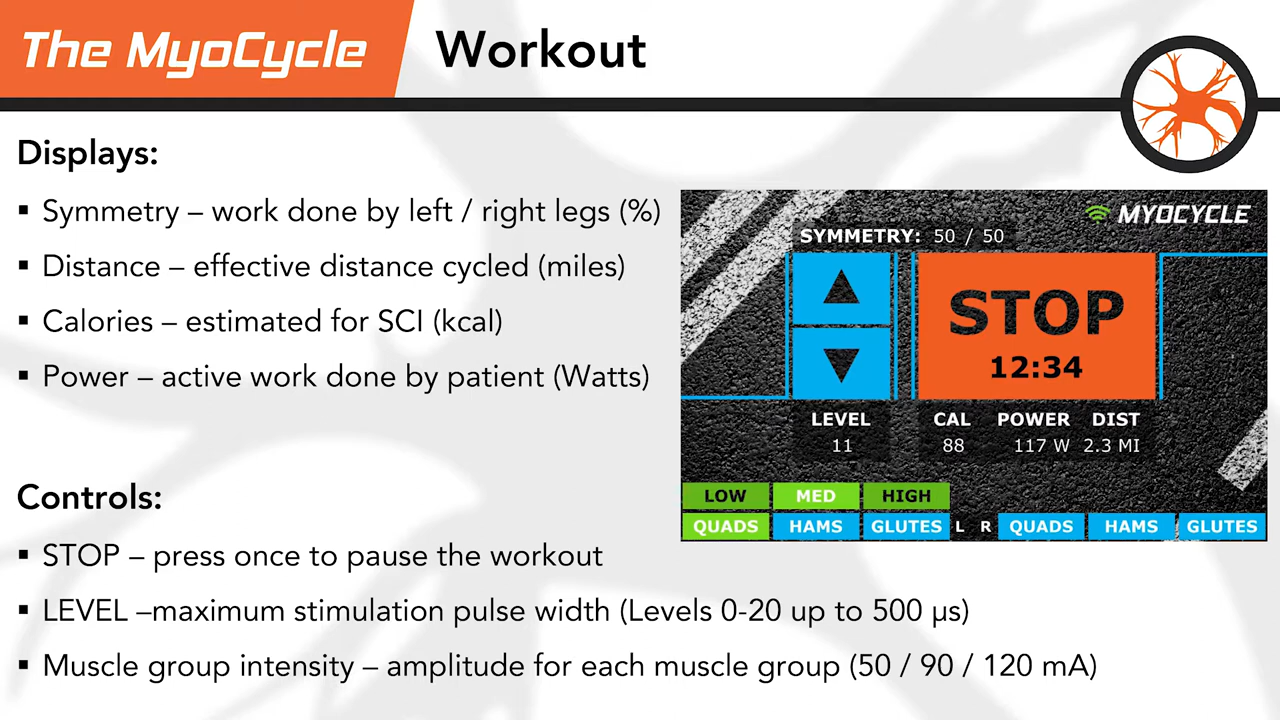 The MyoCycle
Workout
Displays:
▪ Symmetry – work done by left / right legs (%)
▪ Distance – effective distance cycled (miles)
▪ Calories – estimated for SCI (kcal)
▪ Power – active work done by patient (Watts)
MYOCYCLE
SYMMETRY: 50 / 50
STOP
12:34
LEVEL CAL POWER DIST
11 88 117 W 2.3 MI
LOW MED HIGH
QUADS HAMS GLUTES L R QUADS HAMS GLUTES
Controls:
▪ STOP – press once to pause the workout
▪ LEVEL –maximum stimulation pulse width (Levels 0-20 up to 500 µs)
▪ Muscle group intensity – amplitude for each muscle group (50 / 90 / 120 mA)